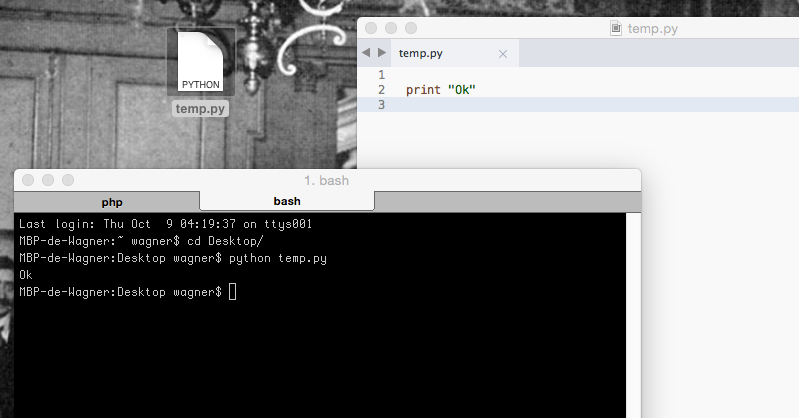 PYTHON
temp.py
temp.py
temp.py
1
2 print "Ok"
3
1. bash
php
bash
Last login: Thu Oct  9 04:19:37 on ttys001
MBP-de-Wagner:~ wagner$ cd Desktop/
MBP-de-Wagner:Desktop wagner$ python temp.py
Ok
MBP-de-Wagner:Desktop wagner$